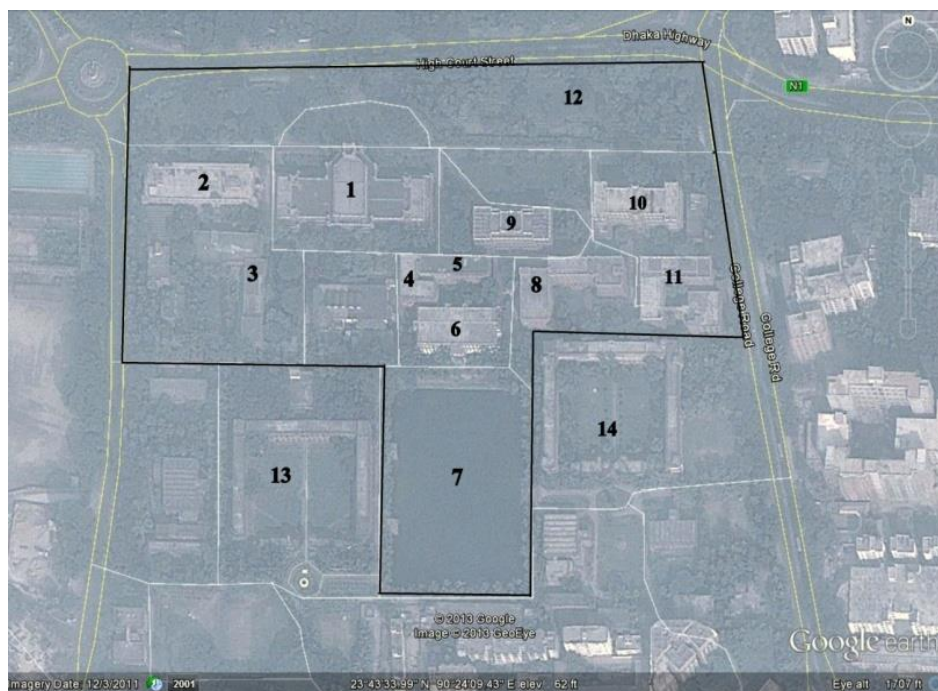 N
Dhaka Highway
High Court Street
N1
12
2
1
9
10
3
4
5
8
11
6
College Road
College Rd
14
13
7
© 2013 Google
Image © 2013 GeoEye
Google earth
Imagery Date: 12/3/2011
2001
23:43'33.99" N 90:24'09.43" E elev 62 ft
Eye alt 1707 ft